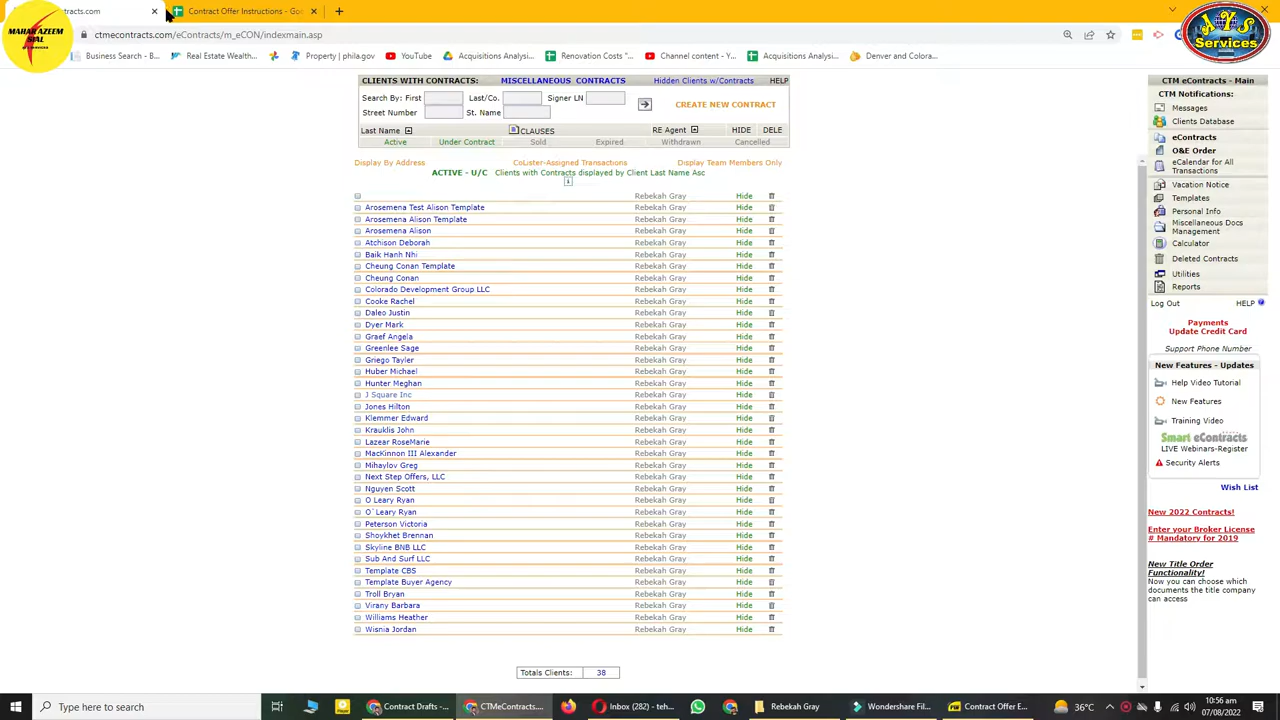 racts.com
Contract Offer Instructions - Goo
ctmecontracts.com/eContracts/m_eCON/indexmain.asp
Business Search - B...
Real Estate Wealth...
Property | phila.gov
YouTube
Acquisitions Analysi...
Renovation Costs "...
Channel content - Y...
Acquisitions Analysi...
Denver and Colorad...
MAHAR AZEEM
SIAL
Services
CLIENTS WITH CONTRACTS:
MISCELLANEOUS CONTRACTS
Hidden Clients w/Contracts
HELP
Search By: First
Last/Co.
Signer LN
CREATE NEW CONTRACT
Street Number
St. Name
Last Name
CLAUSES
RE Agent
HIDE
DELE
Active
Under Contract
Sold
Expired
Withdrawn
Cancelled
Display By Address
CoLister-Assigned Transactions
Display Team Members Only
ACTIVE - U/C Clients with Contracts displayed by Client Last Name Asc
Rebekah Gray Hide
Arosemena Test Alison Template Rebekah Gray Hide
Arosemena Alison Template Rebekah Gray Hide
Arosemena Alison Rebekah Gray Hide
Atchison Deborah Rebekah Gray Hide
Baik Hanh Nhi Rebekah Gray Hide
Cheung Conan Template Rebekah Gray Hide
Cheung Conan Rebekah Gray Hide
Colorado Development Group LLC Rebekah Gray Hide
Cooke Rachel Rebekah Gray Hide
Daleo Justin Rebekah Gray Hide
Dyer Mark Rebekah Gray Hide
Graef Angela Rebekah Gray Hide
Greenlee Sage Rebekah Gray Hide
Griego Tayler Rebekah Gray Hide
Huber Michael Rebekah Gray Hide
Hunter Meghan Rebekah Gray Hide
J Square Inc Rebekah Gray Hide
Jones Hilton Rebekah Gray Hide
Klemmer Edward Rebekah Gray Hide
Krauklis John Rebekah Gray Hide
Lazear RoseMarie Rebekah Gray Hide
MacKinnon III Alexander Rebekah Gray Hide
Mihaylov Greg Rebekah Gray Hide
Next Step Offers, LLC Rebekah Gray Hide
Nguyen Scott Rebekah Gray Hide
O Leary Ryan Rebekah Gray Hide
O`Leary Ryan Rebekah Gray Hide
Peterson Victoria Rebekah Gray Hide
Shoykhet Brennan Rebekah Gray Hide
Skyline BNB LLC Rebekah Gray Hide
Sub And Surf LLC Rebekah Gray Hide
Template CBS Rebekah Gray Hide
Template Buyer Agency Rebekah Gray Hide
Troll Bryan Rebekah Gray Hide
Virany Barbara Rebekah Gray Hide
Williams Heather Rebekah Gray Hide
Wisnia Jordan Rebekah Gray Hide
Totals Clients: 38
CTM eContracts - Main
CTM Notifications:
Messages
Clients Database
eContracts
O&E Order
eCalendar for All
Transactions
Vacation Notice
Templates
Personal Info
Miscellaneous Docs
Management
Calculator
Deleted Contracts
Utilities
Reports
Log Out
HELP
Payments
Update Credit Card
Support Phone Number
New Features - Updates
Help Video Tutorial
New Features
Training Video
Smart eContracts
LIVE Webinars-Register
Security Alerts
Wish List
New 2022 Contracts!
Enter your Broker License
# Mandatory for 2019
New Title Order
Functionality!
Now you can choose which
documents the title company
can access
Type here to search
Contract Drafts -...
CTMeContracts....
Inbox (282) - teh...
Rebekah Gray
Wondershare Fil...
Contract Offer E...
36°C
10:56 am
07/08/2022